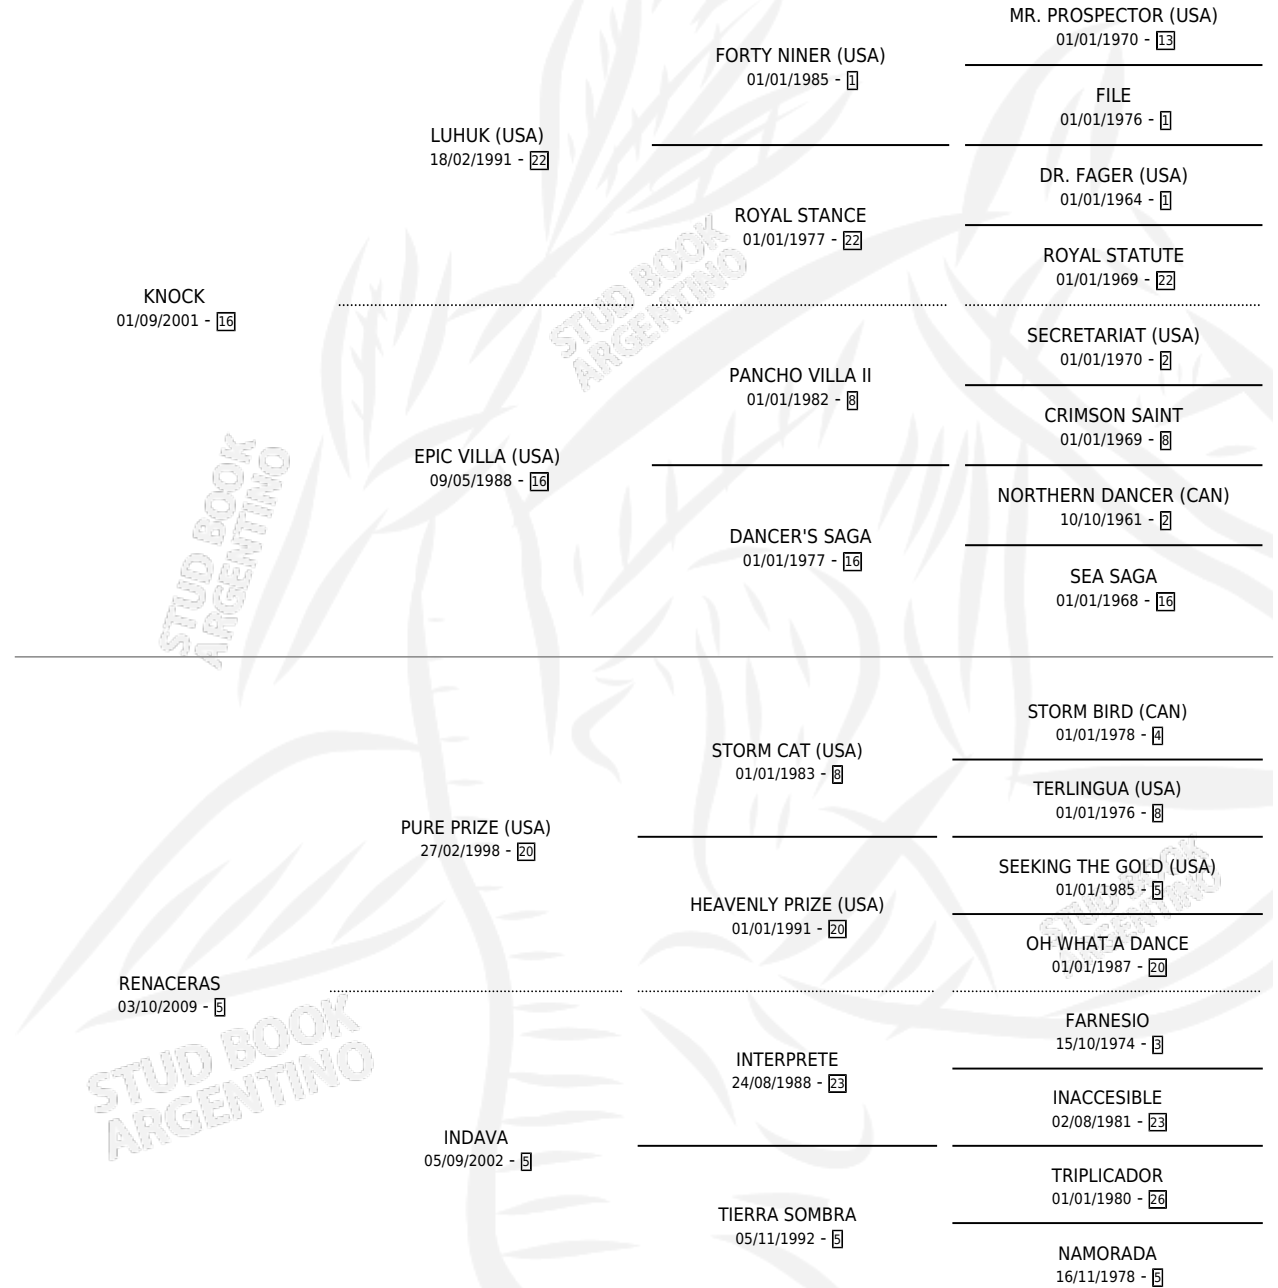 MR. PROSPECTOR (USA)
01/01/1970 - 13
FORTY NINER (USA)
01/01/1985 - 1
FILE
01/01/1976 - 1
LUHUK (USA)
18/02/1991 - 22
DR. FAGER (USA)
01/01/1964 - 1
ROYAL STANCE
01/01/1977 - 22
ROYAL STATUTE
01/01/1969 - 22
KNOCK
01/09/2001 - 16
STUD BOOK
ARGENTINO
SECRETARIAT (USA)
01/01/1970 - 2
PANCHO VILLA II
01/01/1982 - 8
CRIMSON SAINT
01/01/1969 - 8
EPIC VILLA (USA)
09/05/1988 - 16
NORTHERN DANCER (CAN)
10/10/1961 - 2
DANCER'S SAGA
01/01/1977 - 16
SEA SAGA
01/01/1968 - 16
STUD BOOK
ARGENTINO
STORM BIRD (CAN)
01/01/1978 - 4
STORM CAT (USA)
01/01/1983 - 8
TERLINGUA (USA)
01/01/1976 - 8
PURE PRIZE (USA)
27/02/1998 - 20
SEEKING THE GOLD (USA)
01/01/1985 - 5
HEAVENLY PRIZE (USA)
01/01/1991 - 20
STUD BOOK
ARGENTINO
OH WHAT A DANCE
01/01/1987 - 20
RENACERAS
03/10/2009 - 5
STUD BOOK
ARGENTINO
FARNESIO
15/10/1974 - 3
INTERPRETE
24/08/1988 - 23
INACCESIBLE
02/08/1981 - 23
INDAVA
05/09/2002 - 5
TRIPLICADOR
01/01/1980 - 26
TIERRA SOMBRA
05/11/1992 - 5
NAMORADA
16/11/1978 - 5